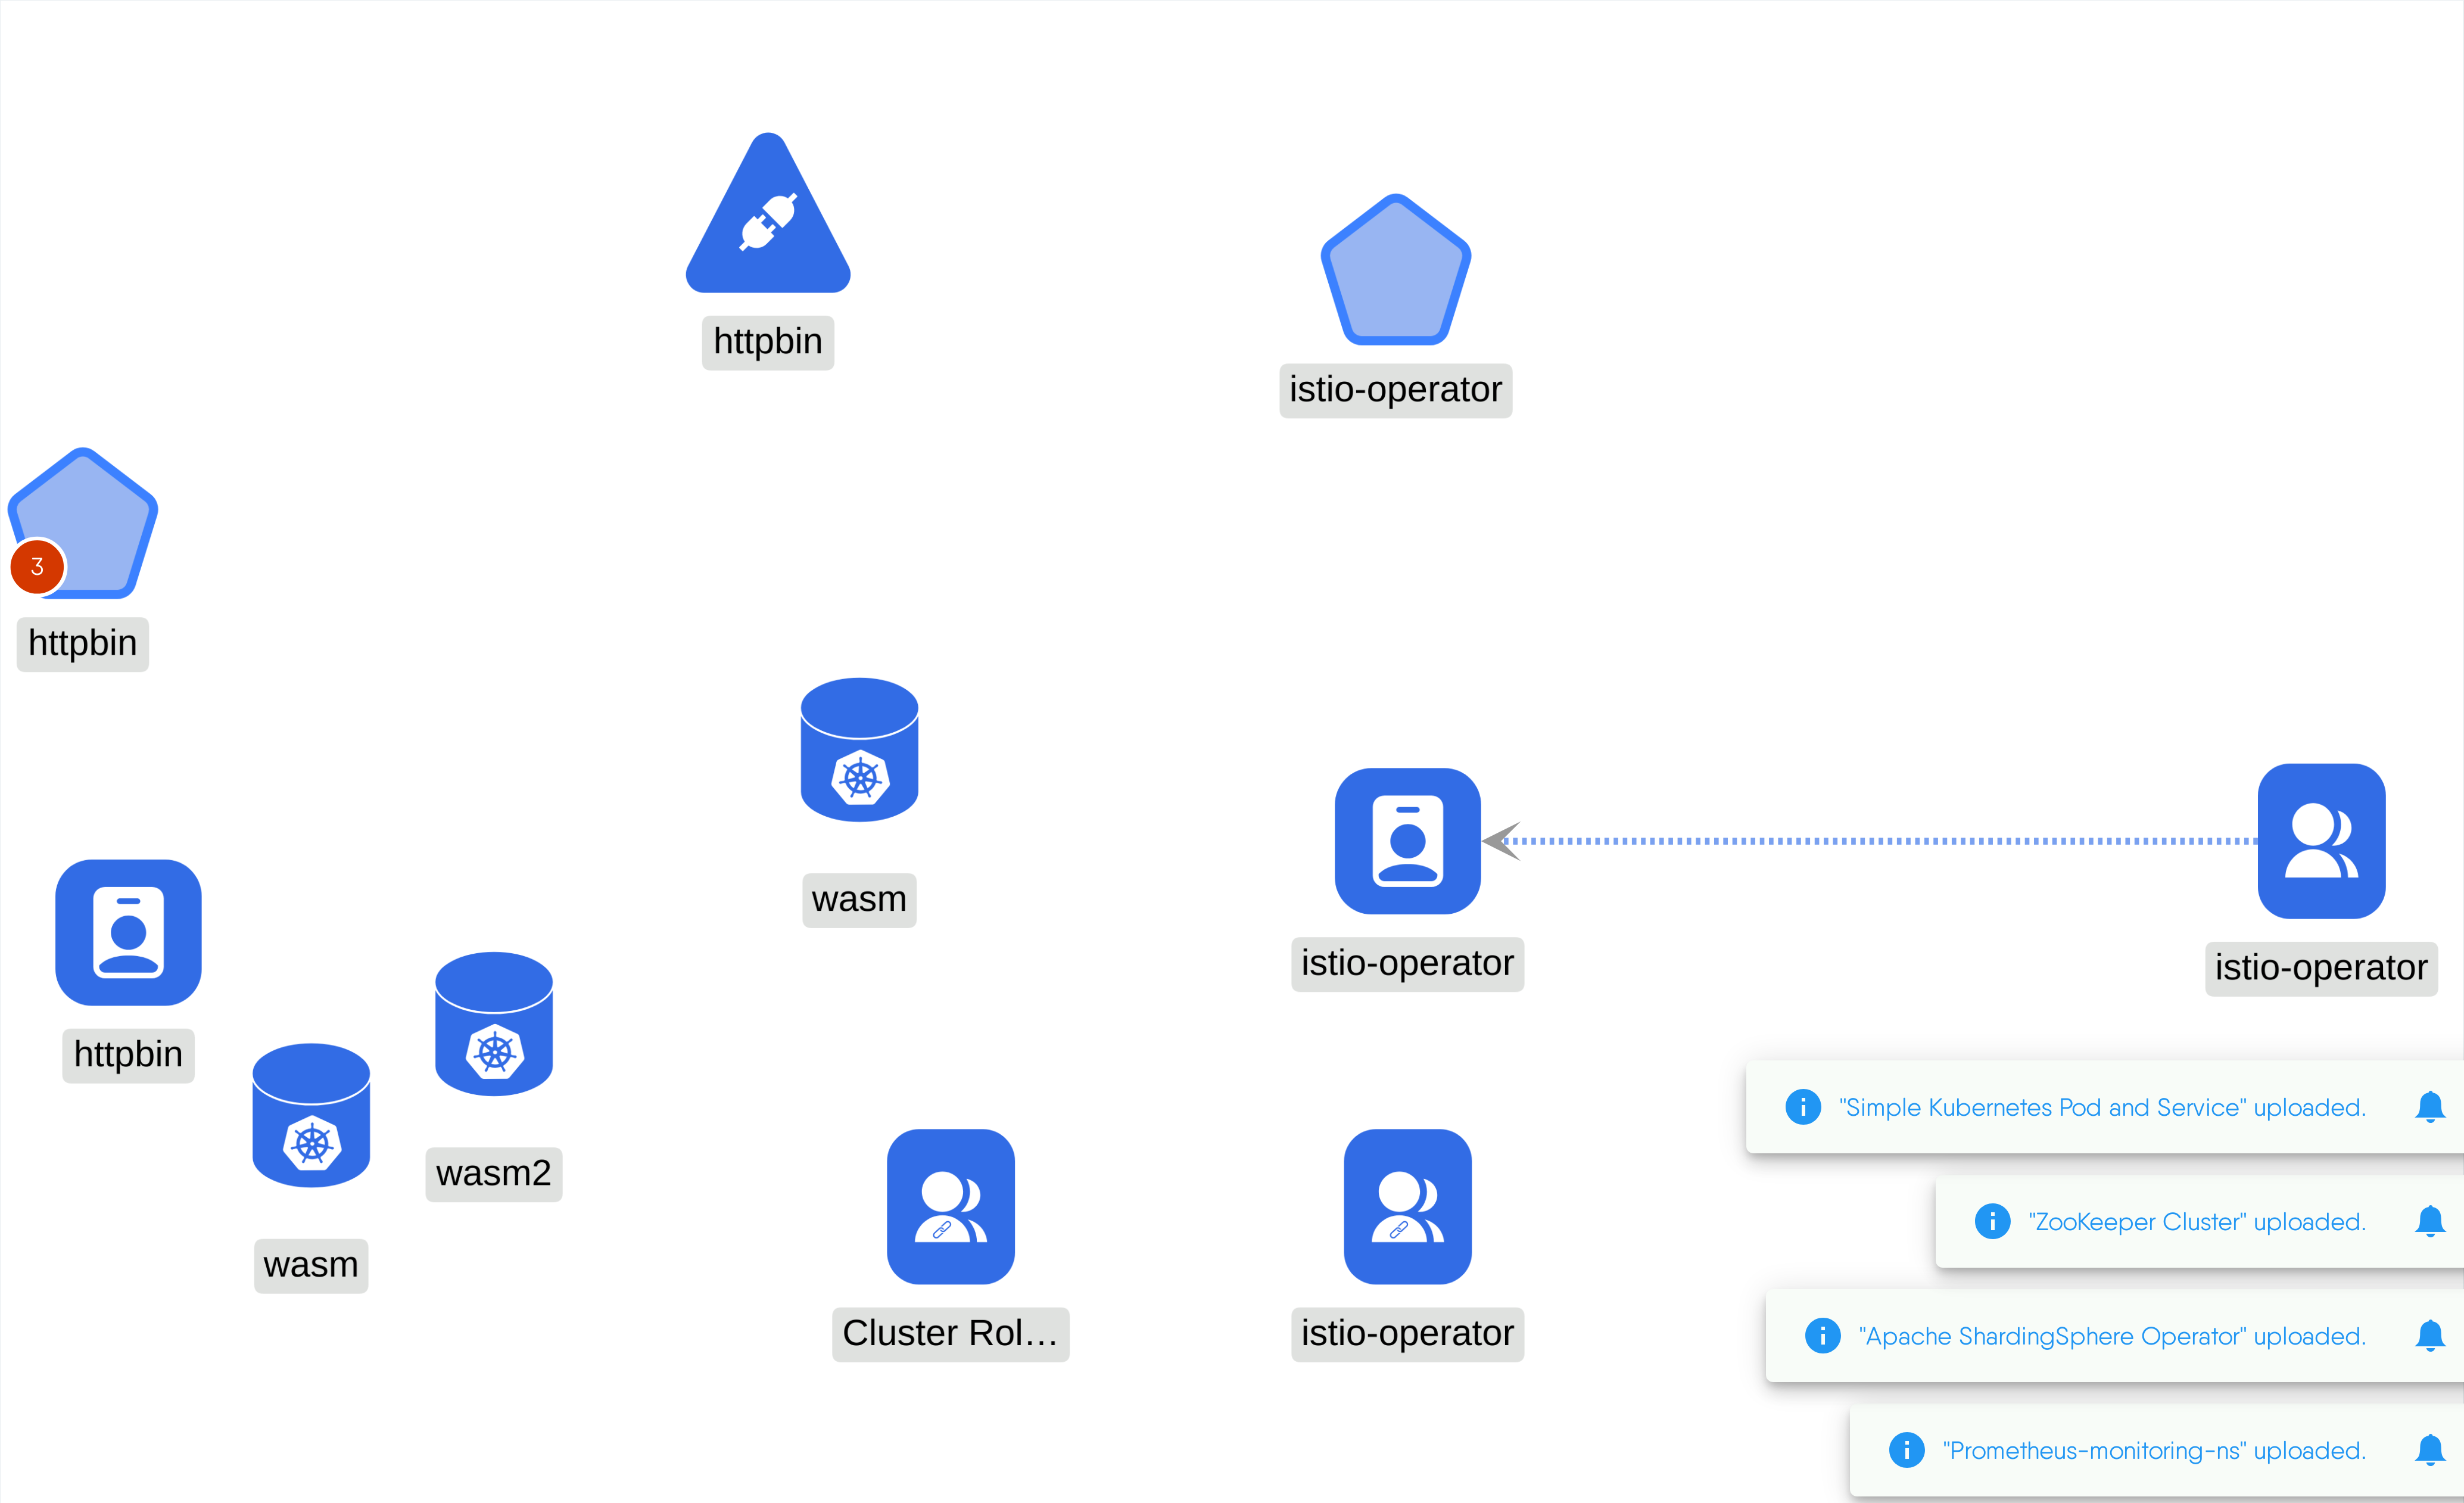 httpbin
istio-operator
3
httpbin
wasm
istio-operator
istio-operator
httpbin
wasm2
wasm
Cluster Rol...
istio-operator
"Simple Kubernetes Pod and Service" uploaded.
"ZooKeeper Cluster" uploaded.
"Apache ShardingSphere Operator" uploaded.
"Prometheus-monitoring-ns" uploaded.